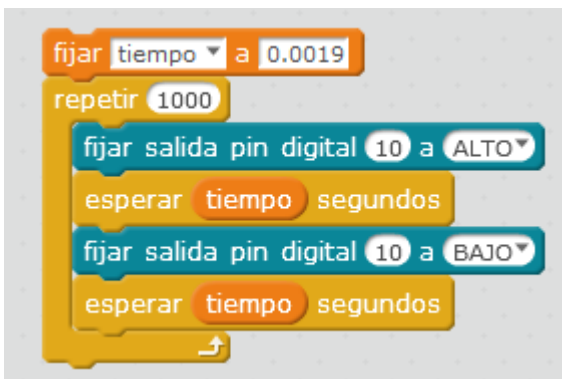 fijar tiempo a 0.0019
repetir 1000
fijar salida pin digital 10 a ALTO
esperar tiempo segundos
fijar salida pin digital 10 a BAJO
esperar tiempo segundos